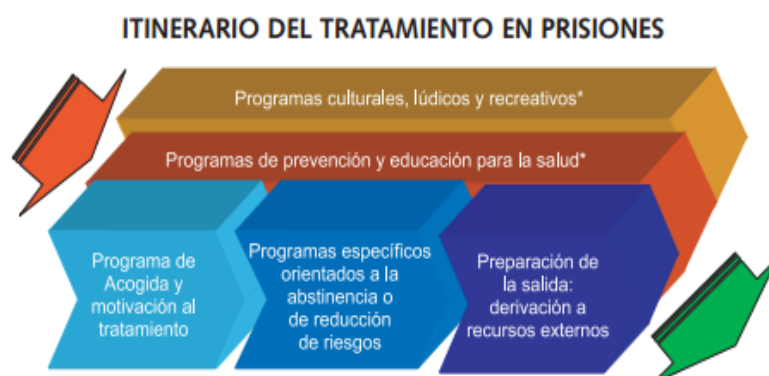 ITINERARIO DEL TRATAMIENTO EN PRISIONES
Programas culturales, lúdicos y recreativos*
Programas de prevención y educación para la salud*
Programa de
Acogida y
motivación al
tratamiento
Programas específicos
orientados a la
abstinencia o
de reducción
de riesgos
Preparación de
la salida:
derivación a
recursos externos